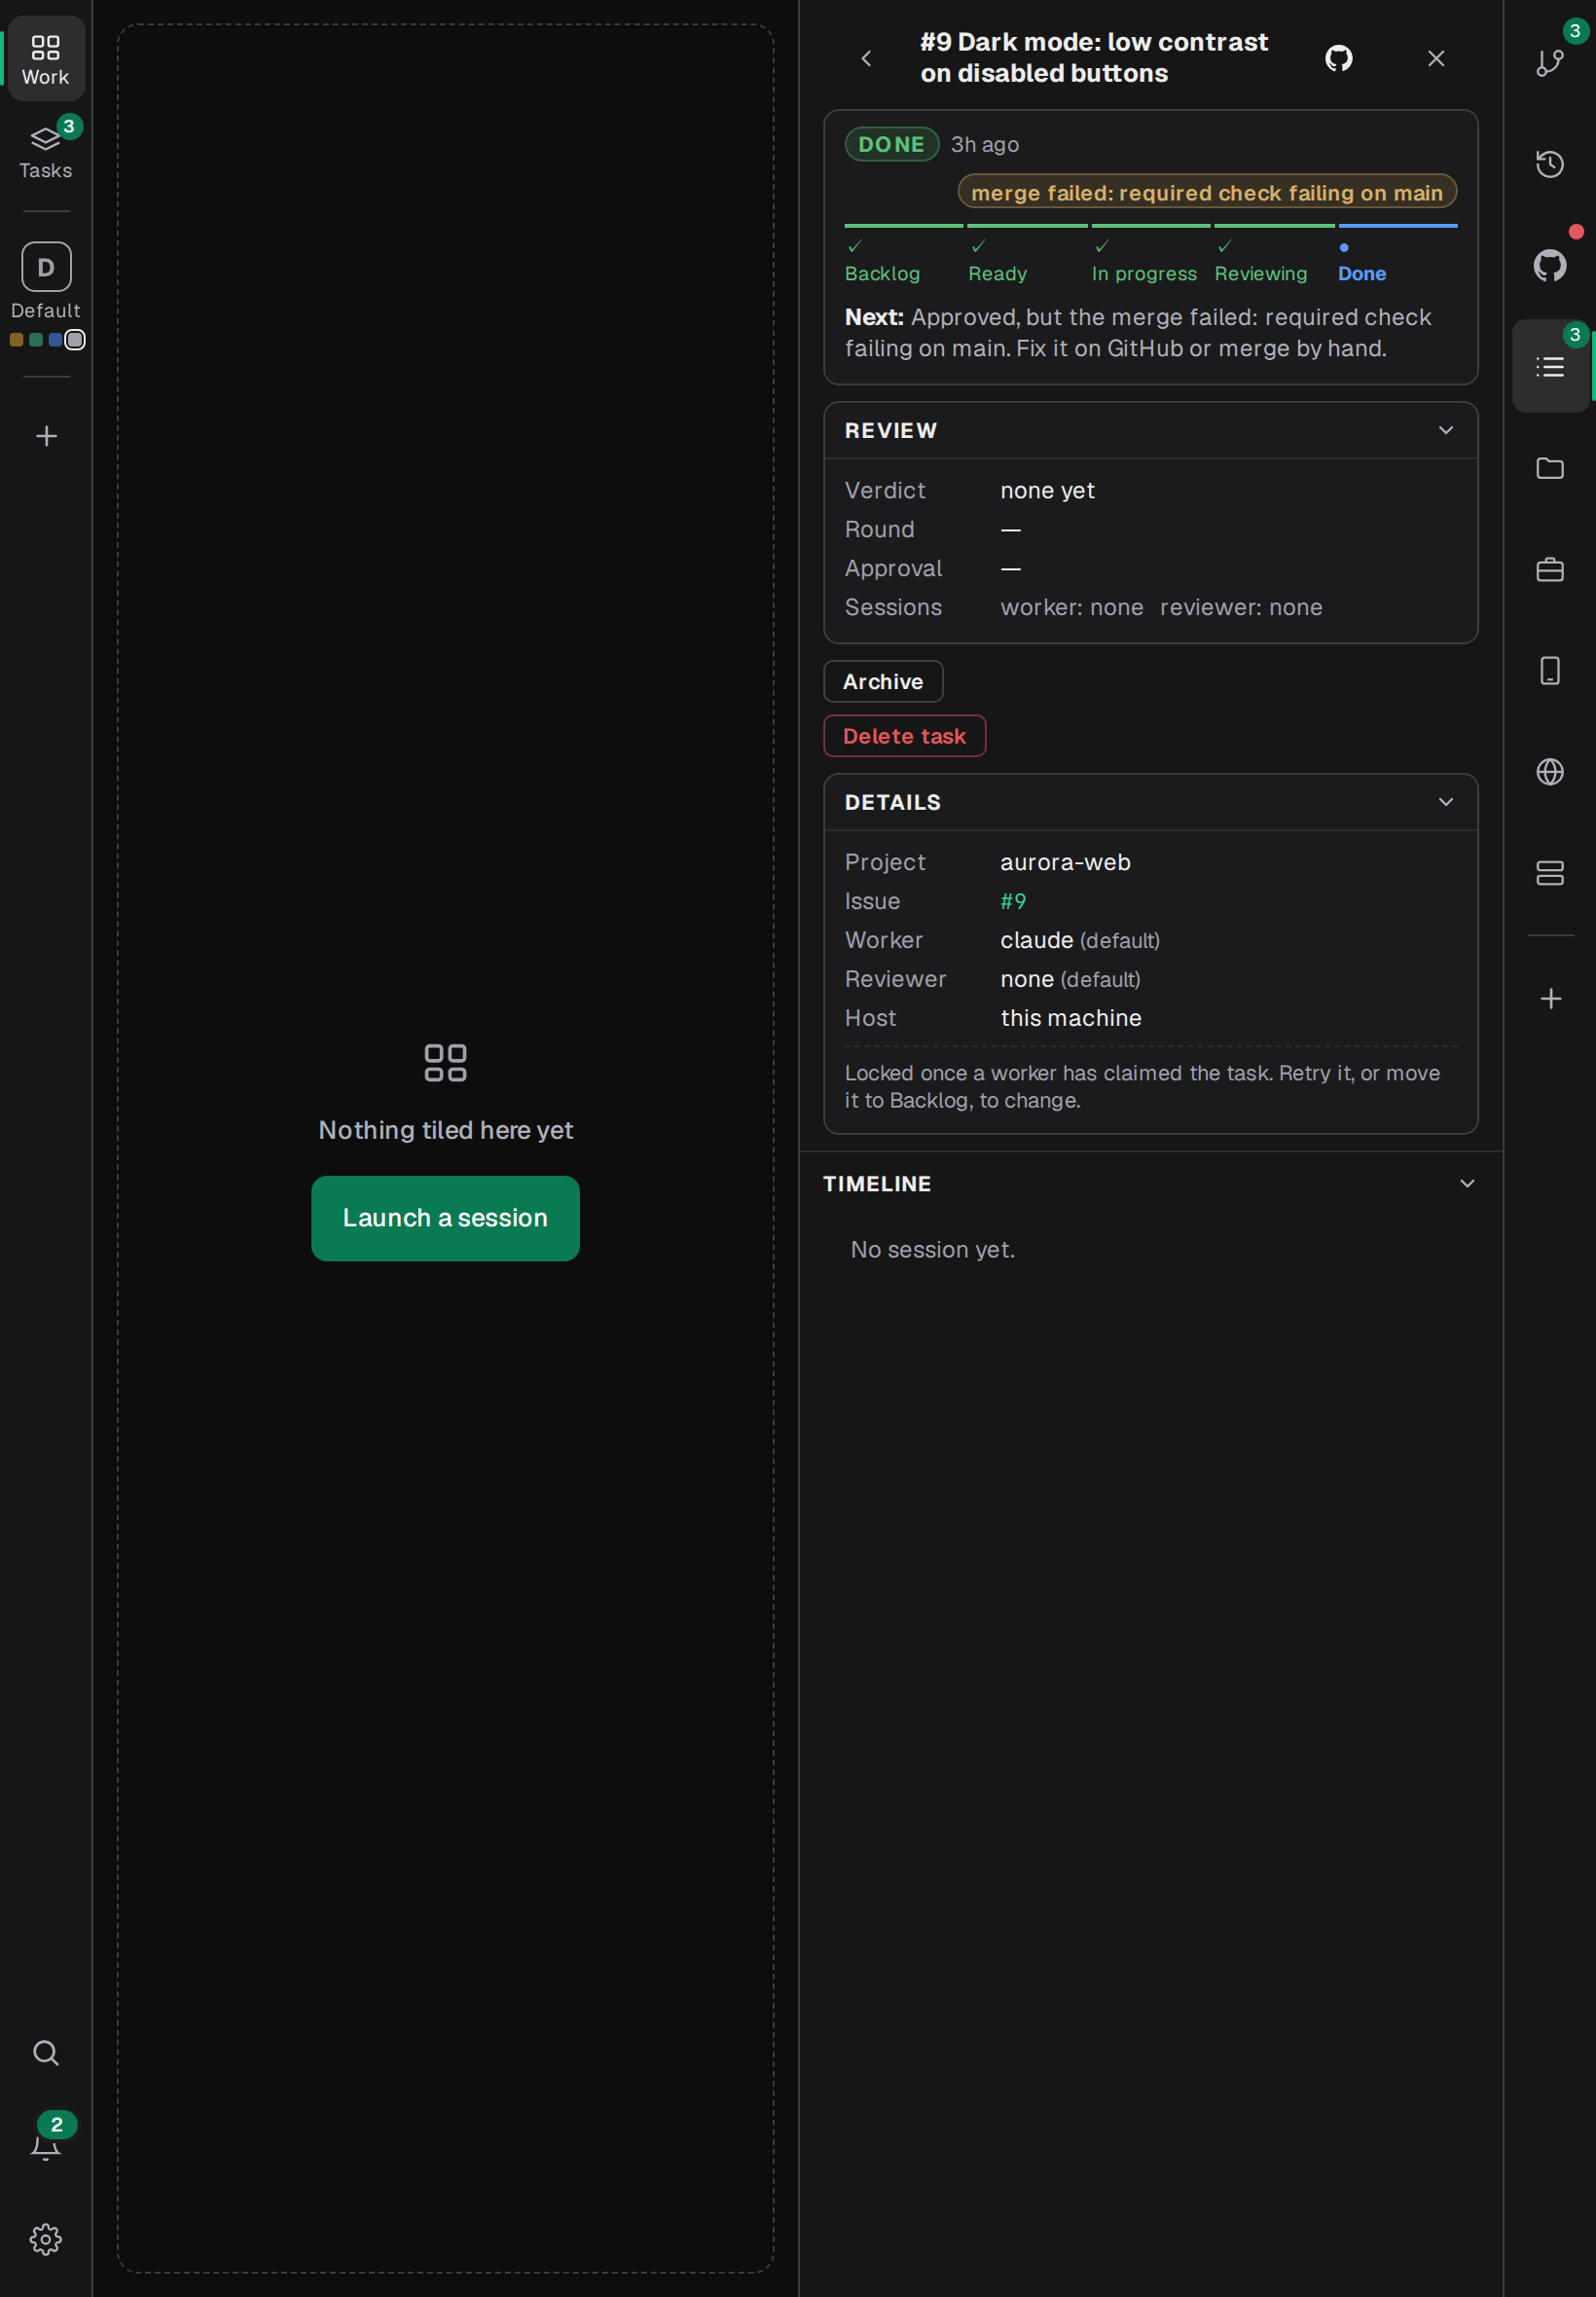 Work
3
Tasks
D
Default
2
Nothing tiled here yet
Launch a session
#9 Dark mode: low contrast
on disabled buttons
DONE 3h ago
merge failed: required check failing on main
✓ ✓ ✓ ✓
Backlog Ready In progress Reviewing Done
Next: Approved, but the merge failed: required check
failing on main. Fix it on GitHub or merge by hand.
REVIEW
Verdict none yet
Round —
Approval —
Sessions worker: none reviewer: none
Archive
Delete task
DETAILS
Project aurora-web
Issue #9
Worker claude (default)
Reviewer none (default)
Host this machine
Locked once a worker has claimed the task. Retry it, or move
it to Backlog, to change.
TIMELINE
No session yet.
3
3